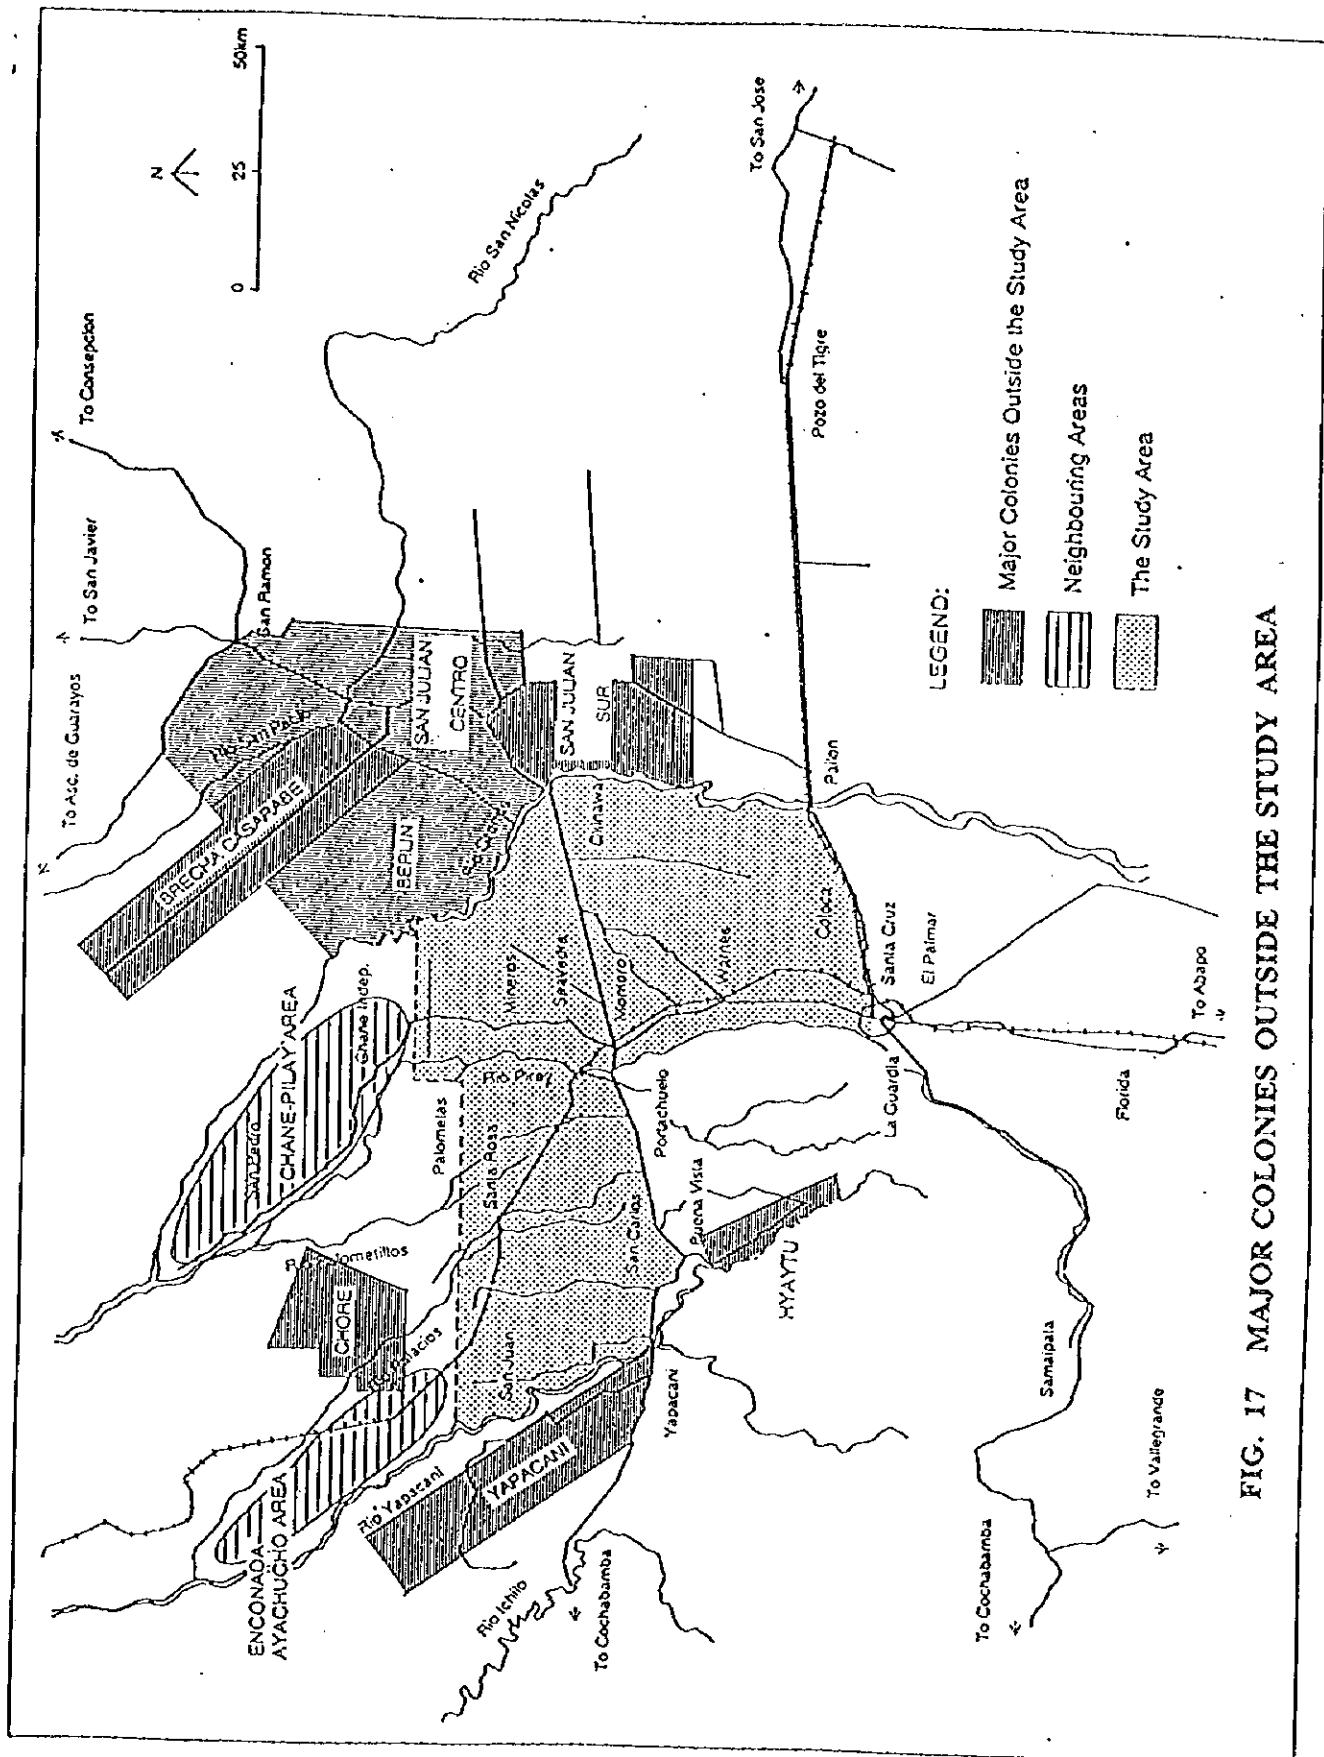 N
0 25 50km
To Asc. de Guarayos
To San Javier
To Consepcion
San Ramon
Rio San Nicolas
BRECHA CASARABE
SAN JULIAN
CENTRO
BERLIN
SAN JULIAN
SUR
ENCONADA
AYACHUCHO AREA
CHANE-PILAY AREA
San Pedro
Chane Indep.
CHORE
Palometas
Rio Yapacani
YAPACANI
San Juan
Santa Rosa
Rio Piray
Mineros
Saavedra
Momoro
Warnes
San Carlos
Portachuelo
Buena Vista
HYAYTU
Yapacani
Rio Ichilo
To Cochabamba
La Guardia
Santa Cruz
El Palmar
Cotoca
Pailon
Pozo del Tigre
To San Jose
Samaipata
Florida
To Abapo
To Cochabamba
To Vallegrande
LEGEND:
Major Colonies Outside the Study Area
Neighbouring Areas
The Study Area
FIG. 17 MAJOR COLONIES OUTSIDE THE STUDY AREA